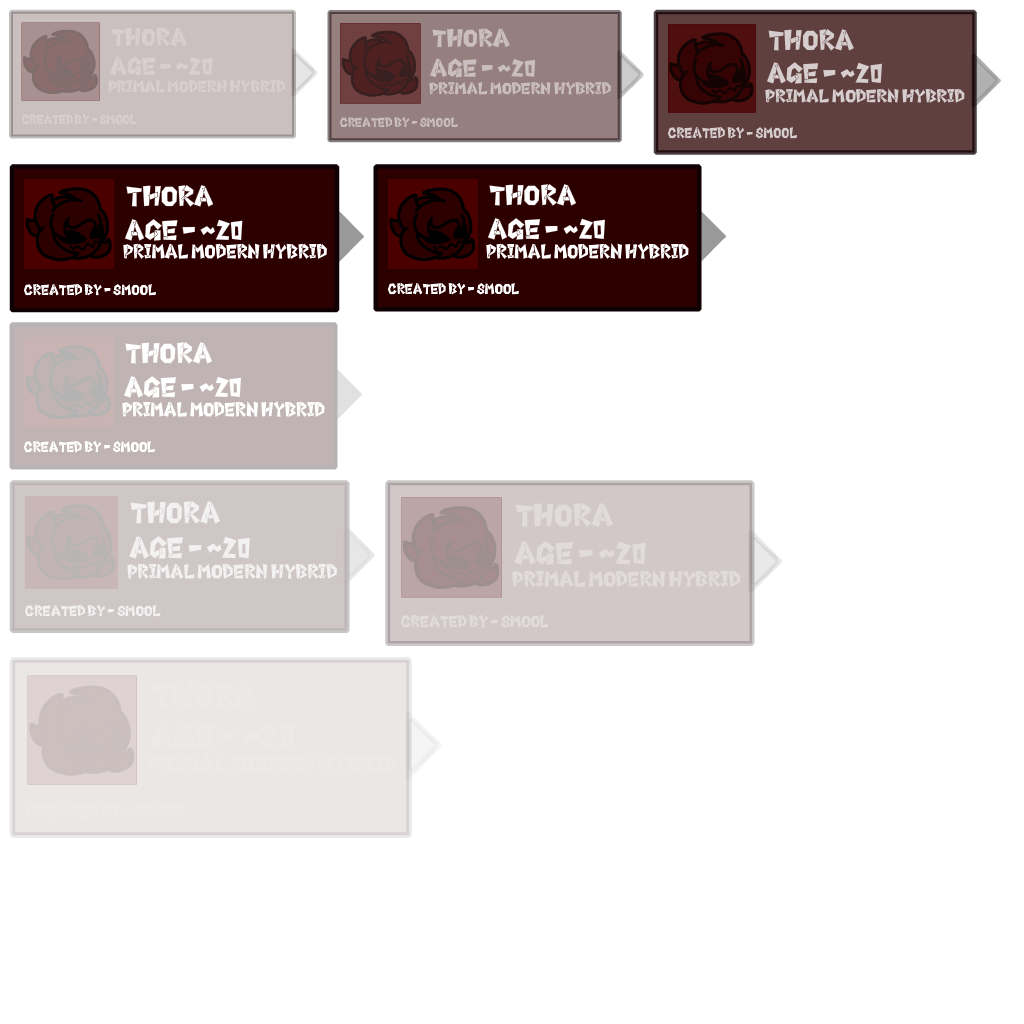 THORA
AGE - ~20
PRIMAL MODERN HYBRID
CREATED BY - SMOOL
THORA
AGE - ~20
PRIMAL MODERN HYBRID
CREATED BY - SMOOL
THORA
AGE - ~20
PRIMAL MODERN HYBRID
CREATED BY - SMOOL
THORA
AGE - ~20
PRIMAL MODERN HYBRID
CREATED BY - SMOOL
THORA
AGE - ~20
PRIMAL MODERN HYBRID
CREATED BY - SMOOL
THORA
AGE - ~20
PRIMAL MODERN HYBRID
CREATED BY - SMOOL
THORA
AGE - ~20
PRIMAL MODERN HYBRID
CREATED BY - SMOOL
THORA
AGE - ~20
PRIMAL MODERN HYBRID
CREATED BY - SMOOL
THORA
AGE - ~20
PRIMAL MODERN HYBRID
CREATED BY - SMOOL